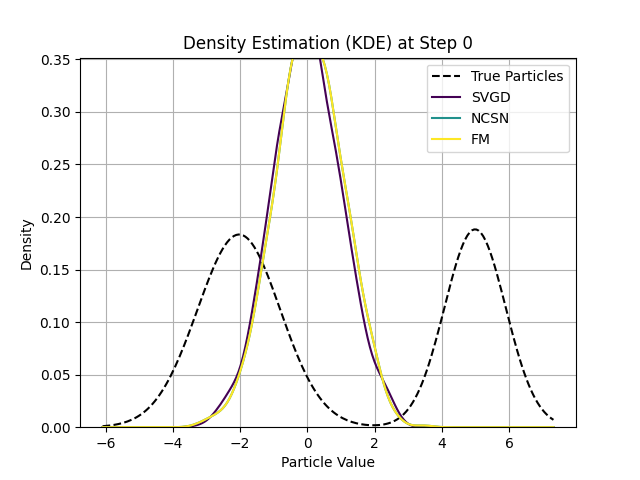 Density Estimation (KDE) at Step 0
Density
0.35
0.30
0.25
0.20
0.15
0.10
0.05
0.00
True Particles
SVGD
NCSN
FM
−6 −4 −2 0 2 4 6
Particle Value